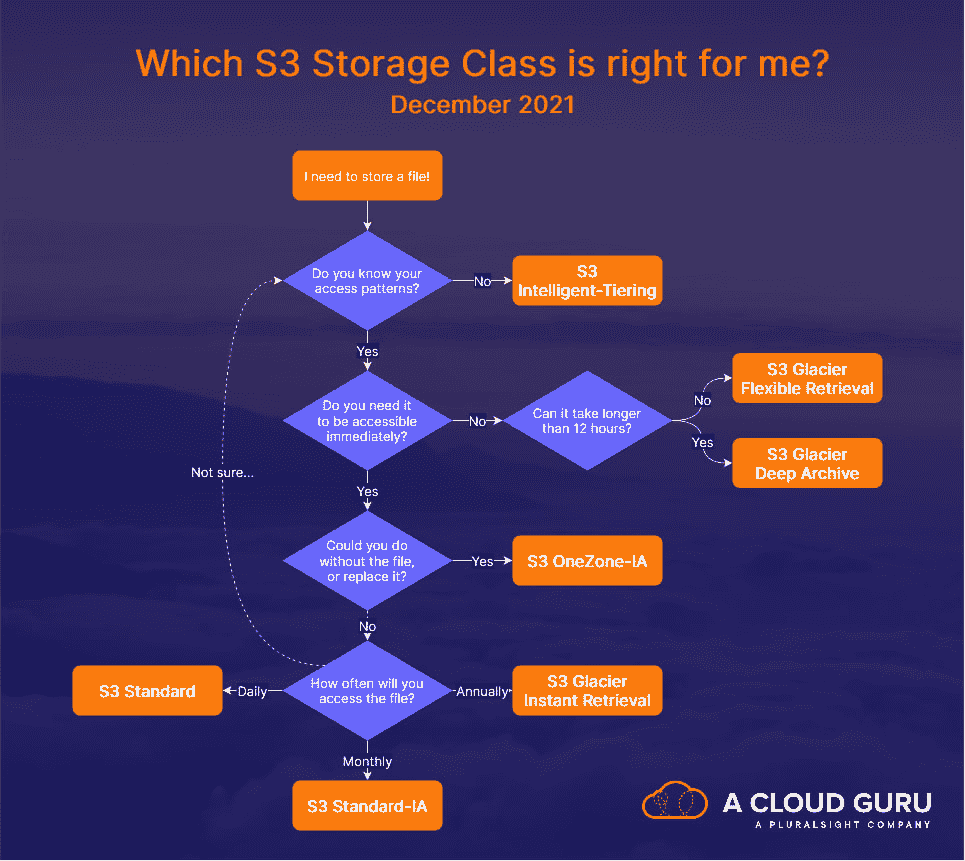 Which S3 Storage Class is right for me?
December 2021
I need to store a file!
Do you know your
access patterns?
No
S3
Intelligent-Tiering
Yes
Do you need it
to be accessible
immediately?
No
Can it take longer
than 12 hours?
No
S3 Glacier
Flexible Retrieval
Yes
S3 Glacier
Deep Archive
Not sure...
Yes
Could you do
without the file,
or replace it?
Yes
S3 OneZone-IA
No
How often will you
access the file?
Daily
S3 Standard
Annually
S3 Glacier
Instant Retrieval
Monthly
S3 Standard-IA
A CLOUD GURU
A PLURALSIGHT COMPANY